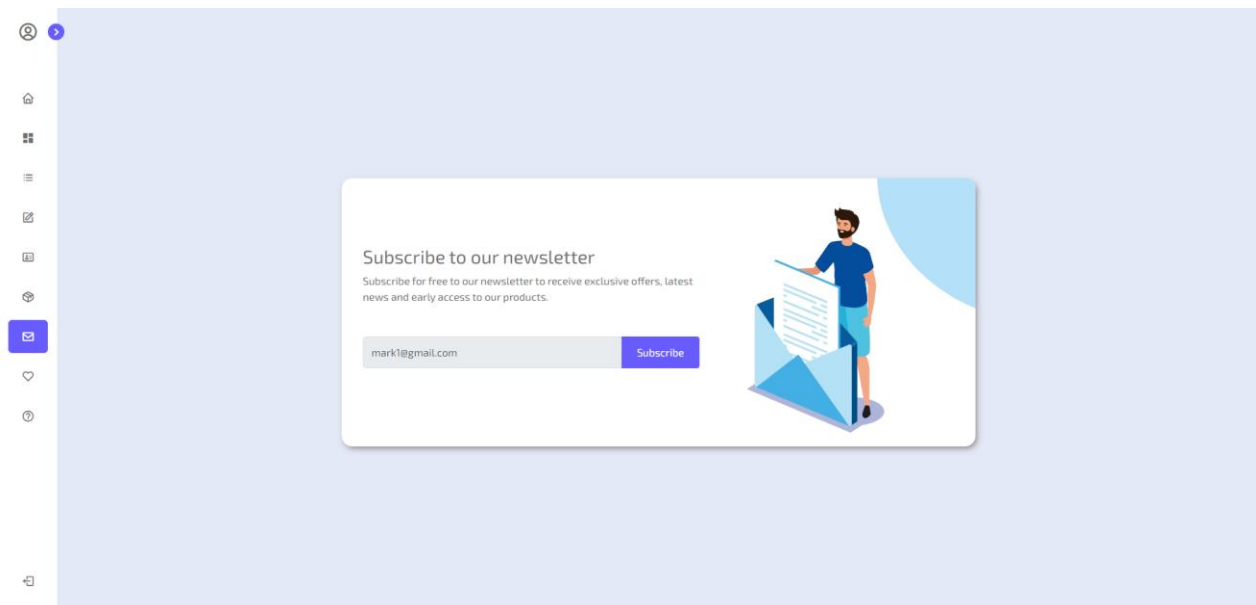 Subscribe to our newsletter
Subscribe for free to our newsletter to receive exclusive offers, latest
news and early access to our products.
mark1@gmail.com
Subscribe